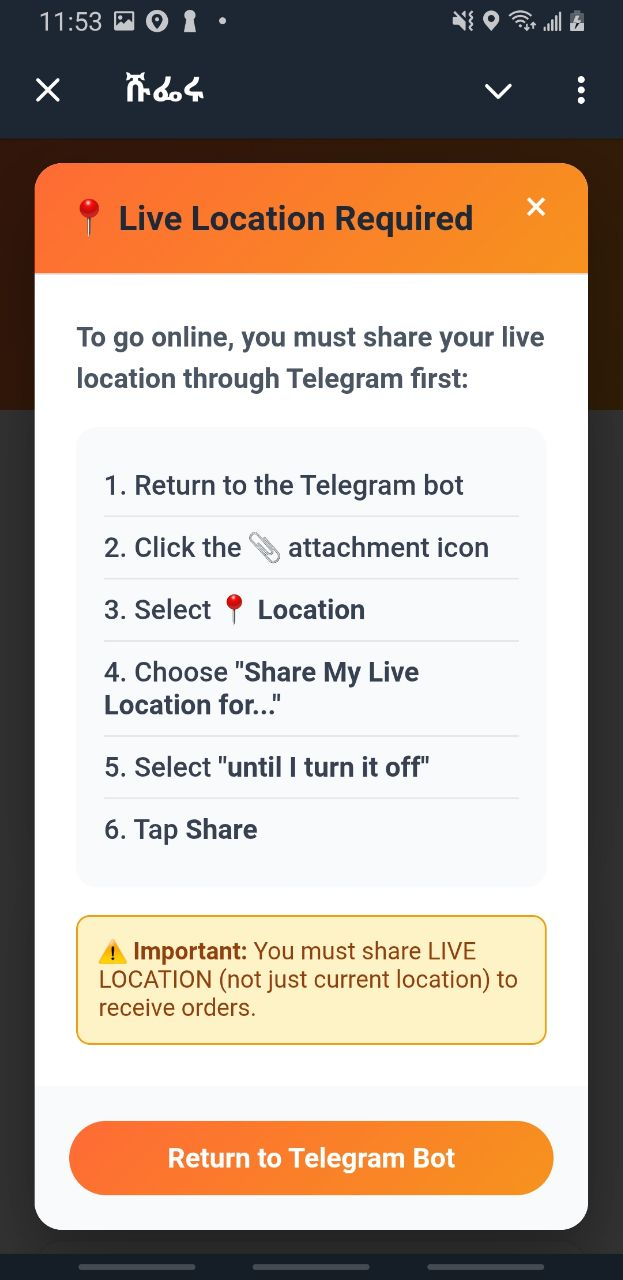 11:53
ሹፌሩ
📍 Live Location Required
×
To go online, you must share your live
location through Telegram first:
1. Return to the Telegram bot
2. Click the 📎 attachment icon
3. Select 📍 Location
4. Choose "Share My Live
Location for..."
5. Select "until I turn it off"
6. Tap Share
⚠️ Important: You must share LIVE
LOCATION (not just current location) to
receive orders.
Return to Telegram Bot